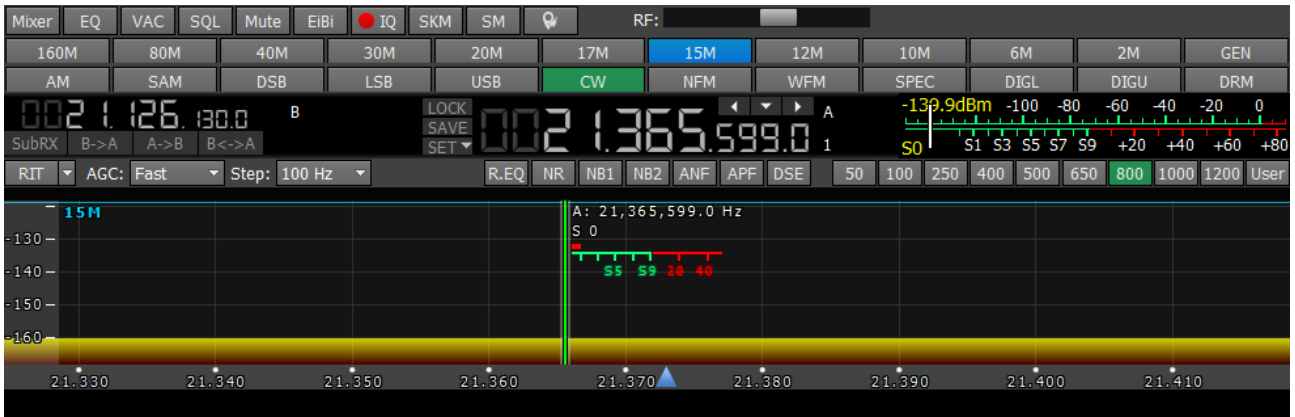 Mixer EQ VAC SQL Mute EiBi IQ SKM SM RF:
160M 80M 40M 30M 20M 17M 15M 12M 10M 6M 2M GEN
AM SAM DSB LSB USB CW NFM WFM SPEC DIGL DIGU DRM
21.126.130.0 B LOCK SAVE SET 21.365.599.0 A 1 -139.9dBm -100 -80 -60 -40 -20 0
SubRX B->A A->B B<->A S0 S1 S3 S5 S7 S9 +20 +40 +60 +80
RIT AGC: Fast Step: 100 Hz R.EQ NR NB1 NB2 ANF APF DSE 50 100 250 400 500 650 800 1000 1200 User
15M A: 21,365,599.0 Hz
S 0
-130
S5 S9 20 40
-140
-150
-160
21.330 21.340 21.350 21.360 21.370 21.380 21.390 21.400 21.410